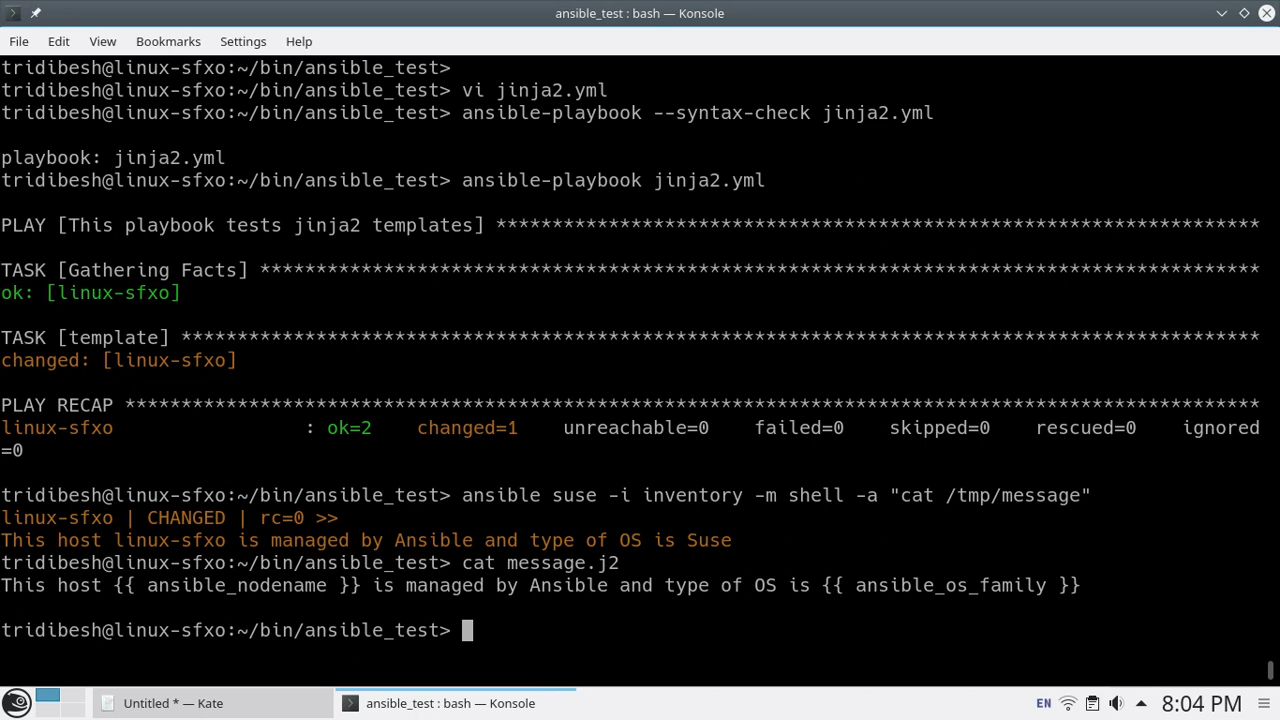 ansible_test : bash — Konsole
File Edit View Bookmarks Settings Help
tridibesh@linux-sfxo:~/bin/ansible_test>
tridibesh@linux-sfxo:~/bin/ansible_test> vi jinja2.yml
tridibesh@linux-sfxo:~/bin/ansible_test> ansible-playbook --syntax-check jinja2.yml
playbook: jinja2.yml
tridibesh@linux-sfxo:~/bin/ansible_test> ansible-playbook jinja2.yml
PLAY [This playbook tests jinja2 templates] ********************************************************************
TASK [Gathering Facts] *****************************************************************************************
ok: [linux-sfxo]
TASK [template] ************************************************************************************************
changed: [linux-sfxo]
PLAY RECAP *****************************************************************************************************
linux-sfxo                 : ok=2    changed=1    unreachable=0    failed=0    skipped=0    rescued=0    ignored
=0
tridibesh@linux-sfxo:~/bin/ansible_test> ansible suse -i inventory -m shell -a "cat /tmp/message"
linux-sfxo | CHANGED | rc=0 >>
This host linux-sfxo is managed by Ansible and type of OS is Suse
tridibesh@linux-sfxo:~/bin/ansible_test> cat message.j2
This host {{ ansible_nodename }} is managed by Ansible and type of OS is {{ ansible_os_family }}
tridibesh@linux-sfxo:~/bin/ansible_test>
Untitled * — Kate
ansible_test : bash — Konsole
EN
8:04 PM